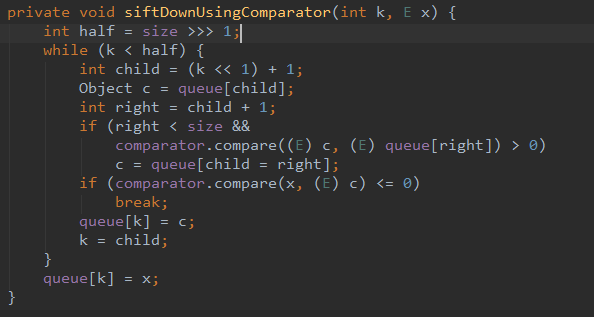 private void siftDownUsingComparator(int k, E x) {
    int half = size >>> 1;
    while (k < half) {
        int child = (k << 1) + 1;
        Object c = queue[child];
        int right = child + 1;
        if (right < size &&
            comparator.compare((E) c, (E) queue[right]) > 0)
            c = queue[child = right];
        if (comparator.compare(x, (E) c) <= 0)
            break;
        queue[k] = c;
        k = child;
    }
    queue[k] = x;
}